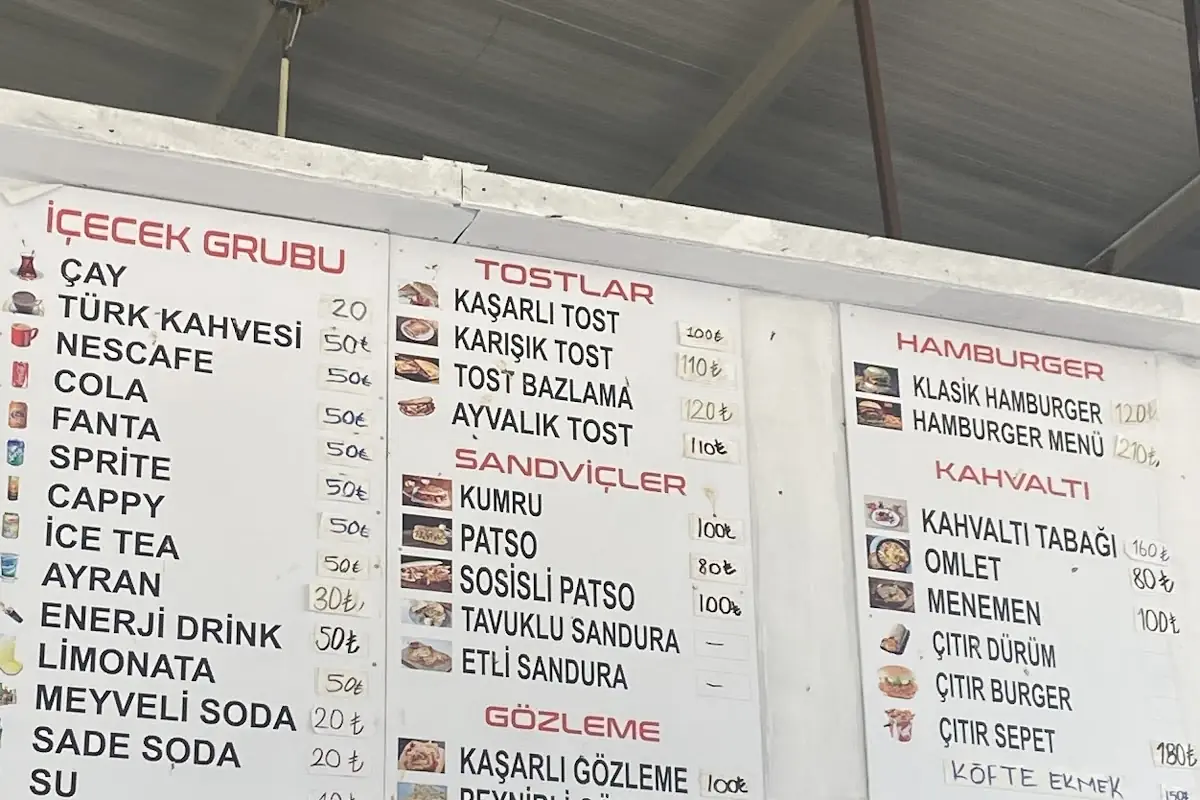 İÇECEK GRUBU
ÇAY 20
TÜRK KAHVESİ 50₺
NESCAFE 50₺
COLA 50₺
FANTA 50₺
SPRİTE 50₺
CAPPY 50₺
İCE TEA 50₺
AYRAN 30₺
ENERJİ DRİNK 50₺
LİMONATA 50₺
MEYVELİ SODA 20₺
SADE SODA 20₺
SU
TOSTLAR
KAŞARLI TOST 100₺
KARIŞIK TOST 110₺
TOST BAZLAMA 120₺
AYVALIK TOST 110₺
SANDVİÇLER
KUMRU 100₺
PATSO 80₺
SOSİSLİ PATSO 100₺
TAVUKLU SANDURA –
ETLİ SANDURA –
GÖZLEME
KAŞARLI GÖZLEME 100₺
HAMBURGER
KLASİK HAMBURGER 120₺
HAMBURGER MENÜ 210₺
KAHVALTI
KAHVALTI TABAĞI 160₺
OMLET 80₺
MENEMEN 100₺
ÇITIR DÜRÜM
ÇITIR BURGER
ÇITIR SEPET 180₺
KÖFTE EKMEK 150₺